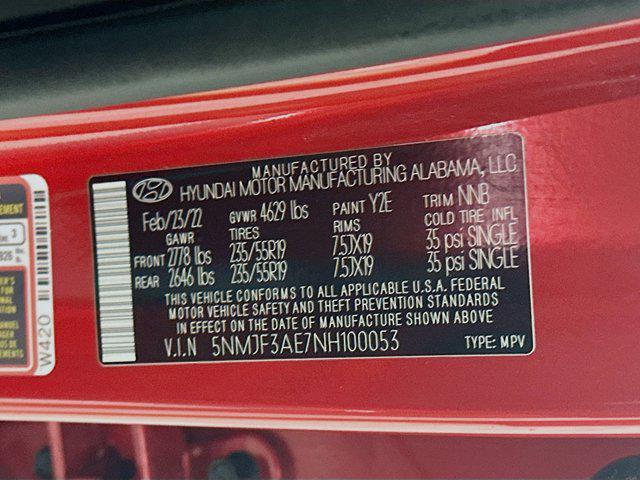 MANUFACTURED BY
HYUNDAI MOTOR MANUFACTURING ALABAMA, LLC
Feb/23/22 GVWR 4629 lbs PAINT Y2E TRIM NNB
GAWR TIRES RIMS COLD TIRE INFL
FRONT 2778 lbs 235/55R19 7.5JX19 35 psi SINGLE
REAR 2646 lbs 235/55R19 7.5JX19 35 psi SINGLE
THIS VEHICLE CONFORMS TO ALL APPLICABLE U.S.A. FEDERAL
MOTOR VEHICLE SAFETY AND THEFT PREVENTION STANDARDS
IN EFFECT ON THE DATE OF MANUFACTURE SHOWN ABOVE
V.I.N 5NMJF3AE7NH100053 TYPE: MPV
W420